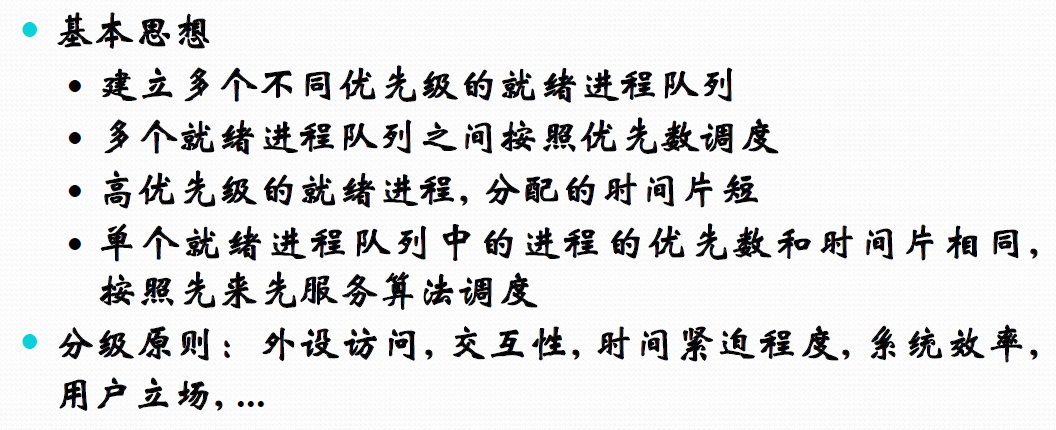 • 基本思想
• 建立多个不同优先级的就绪进程队列
• 多个就绪进程队列之间按照优先数调度
• 高优先级的就绪进程, 分配的时间片短
• 单个就绪进程队列中的进程的优先数和时间片相同,
按照先来先服务算法调度
• 分级原则：外设访问, 交互性, 时间紧迫程度, 系统效率,
用户立场, ...